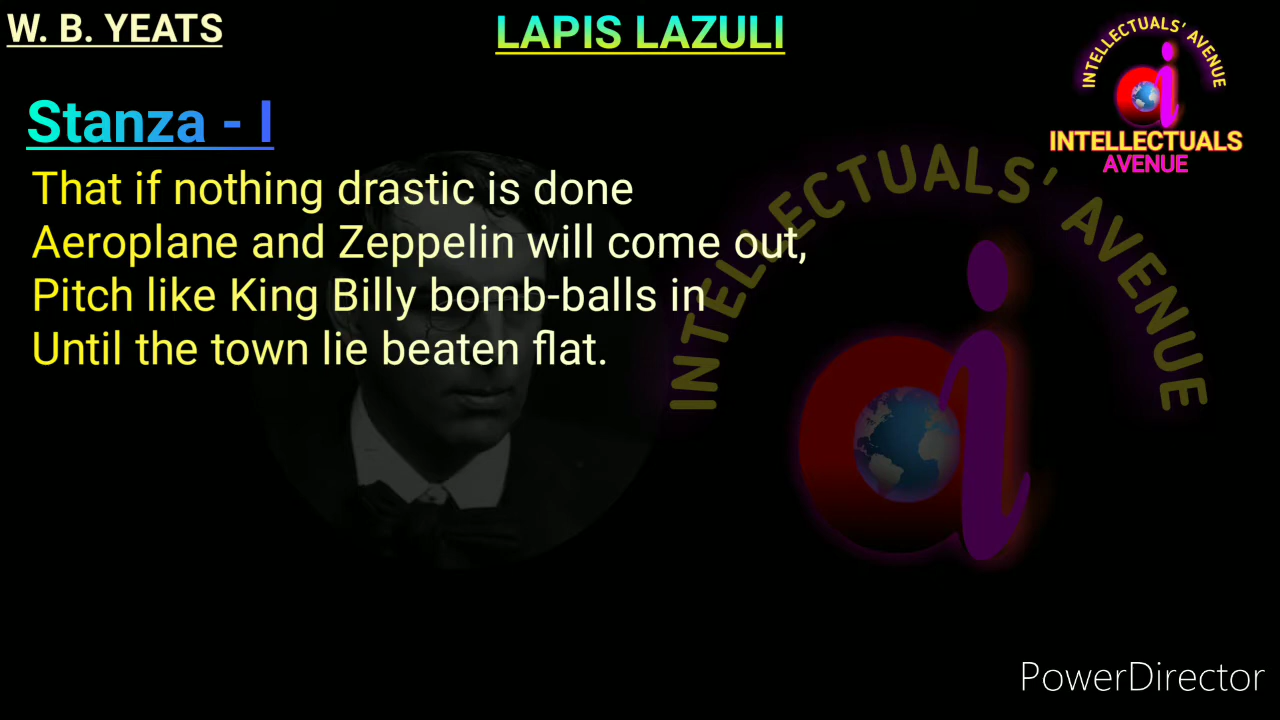 W. B. YEATS
LAPIS LAZULI
INTELLECTUALS' AVENUE
INTELLECTUALS
AVENUE
Stanza - I
That if nothing drastic is done
Aeroplane and Zeppelin will come out,
Pitch like King Billy bomb-balls in
Until the town lie beaten flat.
INTELLECTUALS' AVENUE
PowerDirector